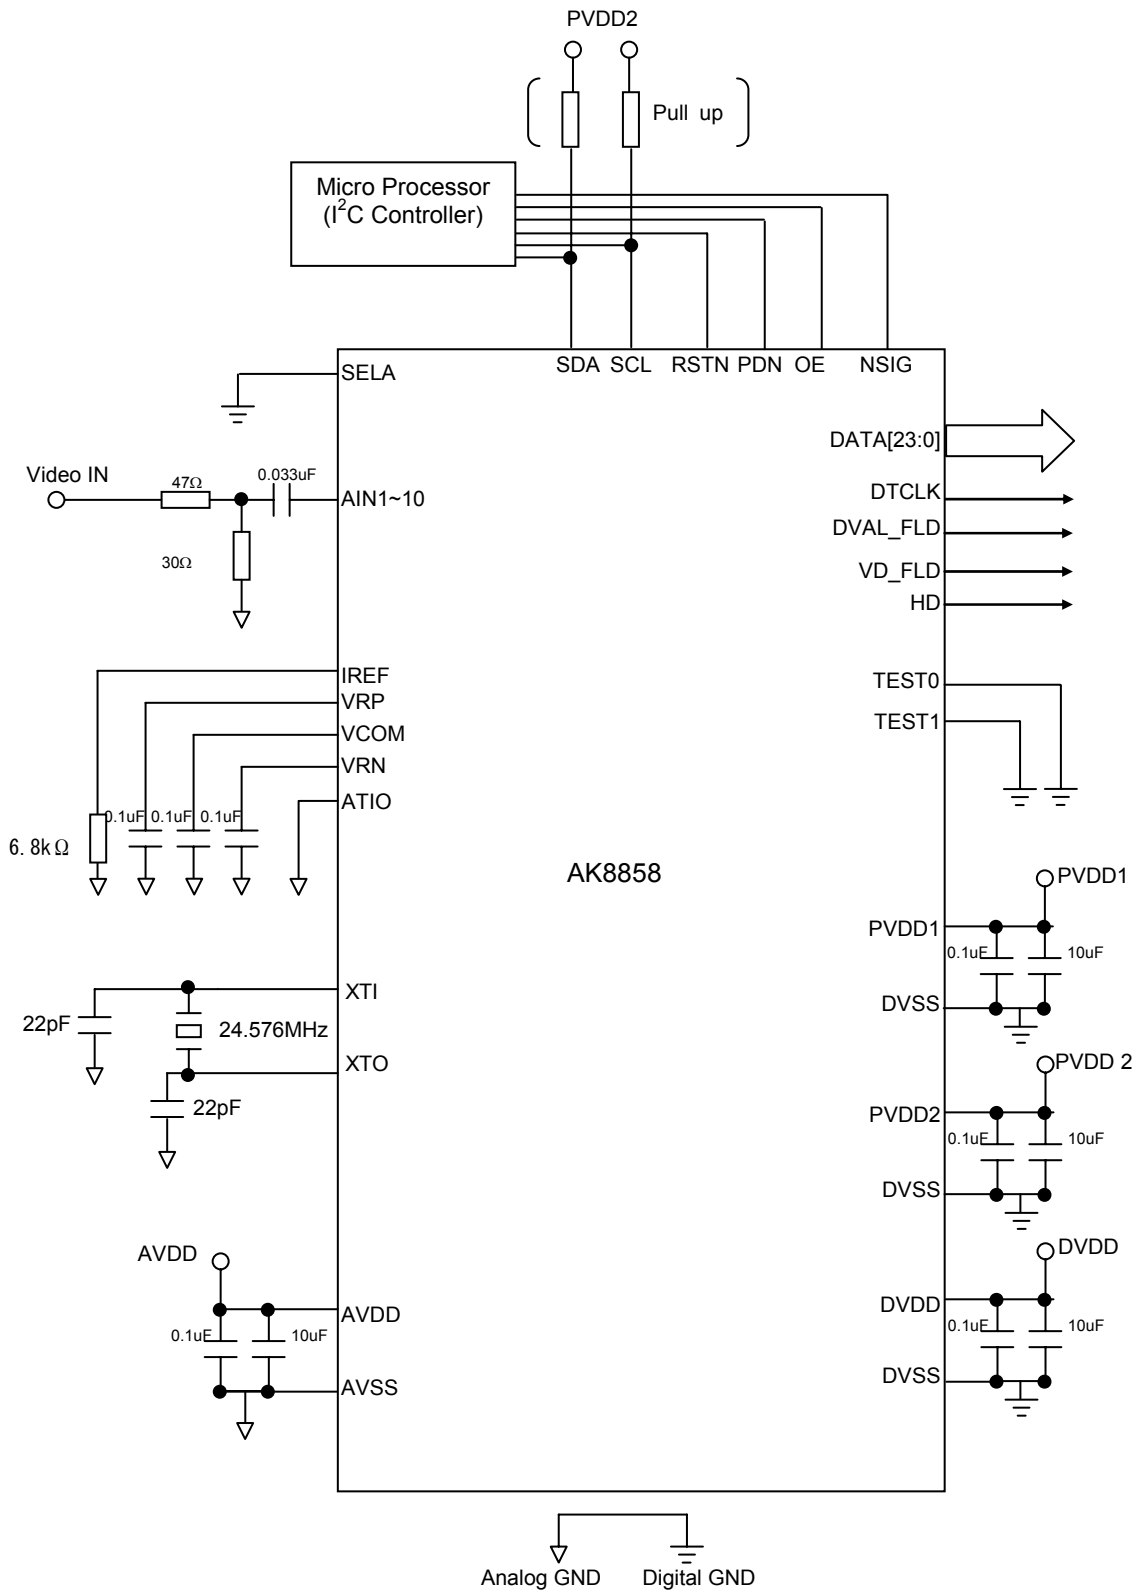 PVDD2
Pull up
Micro Processor
(I²C Controller)
SDA SCL RSTN PDN OE NSIG
SELA
DATA[23:0]
Video IN
47Ω
0.033uF
AIN1~10
DTCLK
DVAL_FLD
30Ω
VD_FLD
HD
IREF
TEST0
VRP
TEST1
VCOM
VRN
ATIO
0.1uF
0.1uF
0.1uF
6.8kΩ
AK8858
PVDD1
PVDD1
0.1uF
10uF
XTI
DVSS
22pF
24.576MHz
XTO
PVDD 2
22pF
PVDD2
0.1uF
10uF
DVSS
AVDD
DVDD
AVDD
DVDD
0.1uF
10uF
0.1uF
10uF
AVSS
DVSS
Analog GND
Digital GND